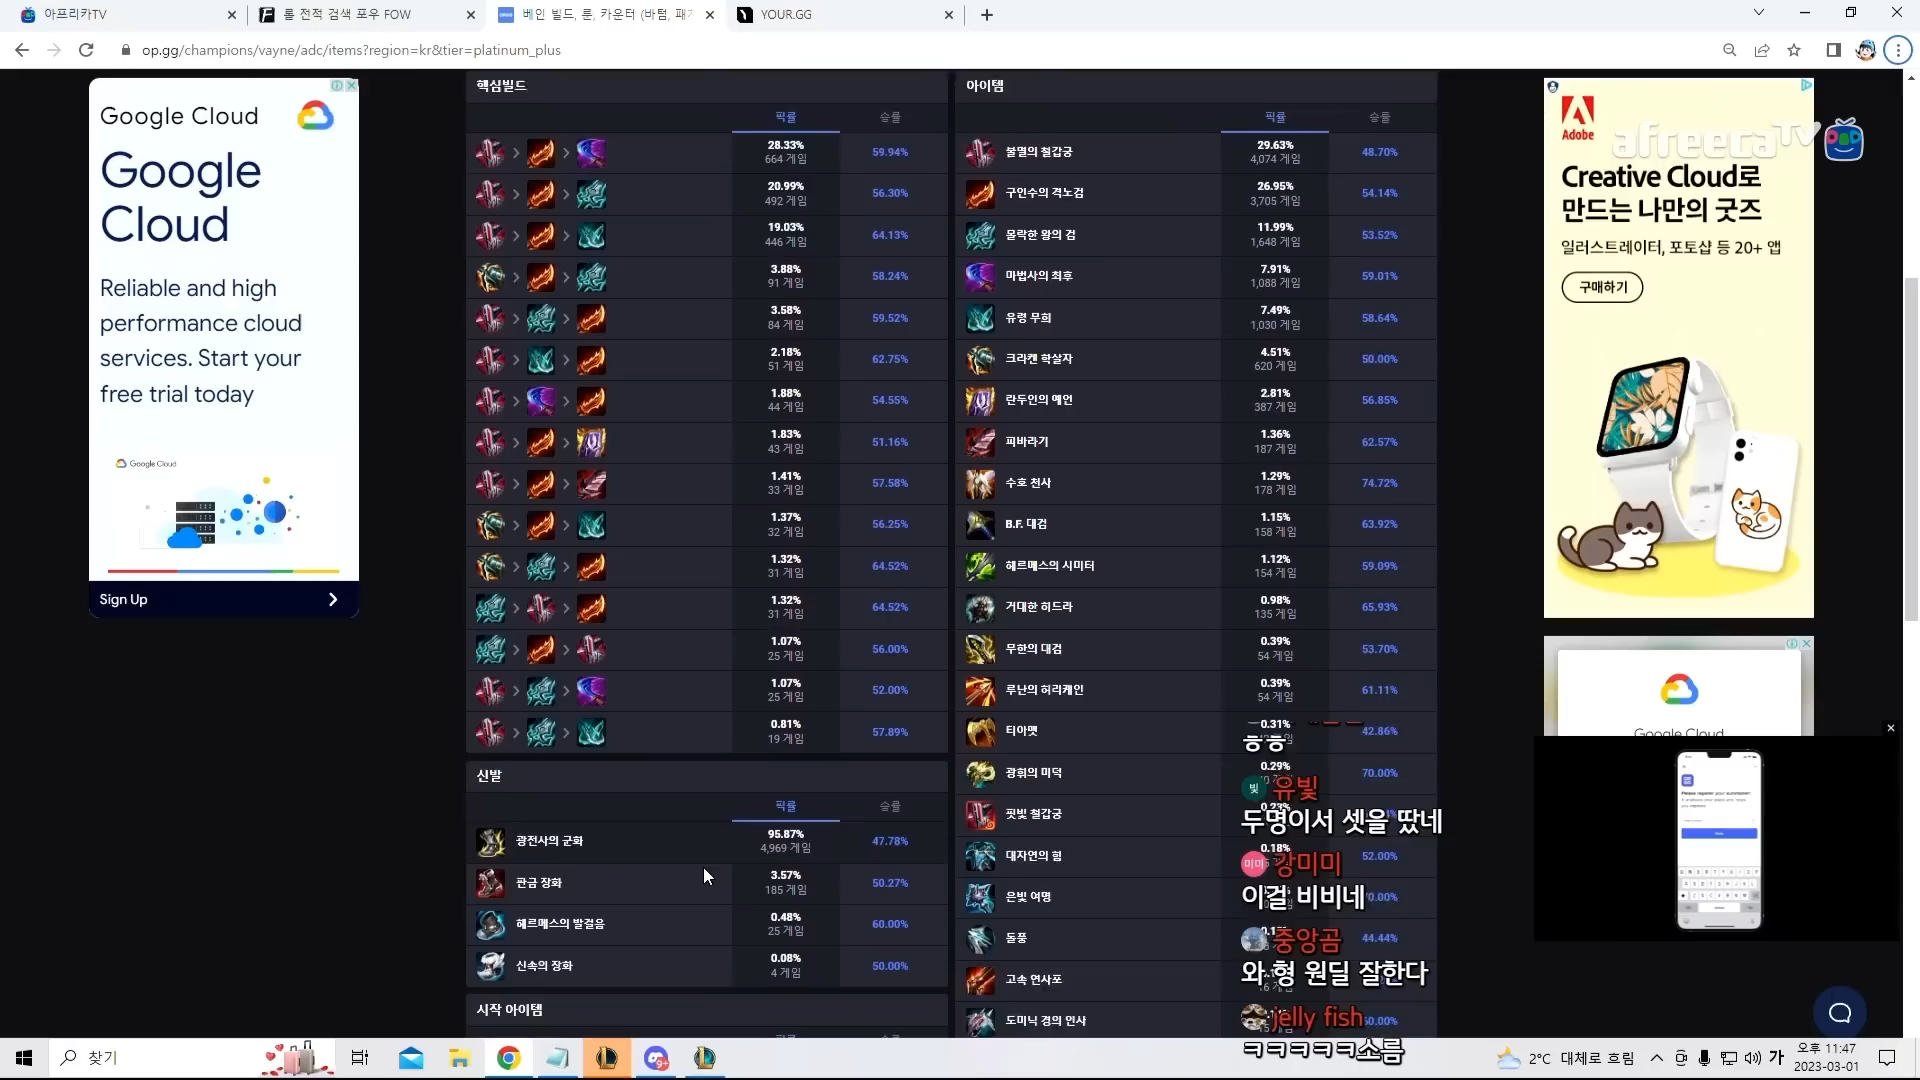 아프리카TV
롤 전적 검색 포우 FOW
베인 빌드, 룬, 카운터 (바텀, 패치
YOUR.GG
op.gg/champions/vayne/adc/items?region=kr&tier=platinum_plus
Google Cloud
Google
Cloud
Reliable and high
performance cloud
services. Start your
free trial today
Google Cloud
Sign Up
핵심빌드
픽률 승률
28.33%
664 게임
59.94%
20.99%
492 게임
56.30%
19.03%
446 게임
64.13%
3.88%
91 게임
58.24%
3.58%
84 게임
59.52%
2.18%
51 게임
62.75%
1.88%
44 게임
54.55%
1.83%
43 게임
51.16%
1.41%
33 게임
57.58%
1.37%
32 게임
56.25%
1.32%
31 게임
64.52%
1.32%
31 게임
64.52%
1.07%
25 게임
56.00%
1.07%
25 게임
52.00%
0.81%
19 게임
57.89%
신발
픽률 승률
광전사의 군화
95.87%
4,969 게임
47.78%
판금 장화
3.57%
185 게임
50.27%
헤르메스의 발걸음
0.48%
25 게임
60.00%
신속의 장화
0.08%
4 게임
50.00%
시작 아이템
아이템
픽률 승률
불멸의 철갑궁
29.63%
4,074 게임
48.70%
구인수의 격노검
26.95%
3,705 게임
54.14%
몰락한 왕의 검
11.99%
1,648 게임
53.52%
마법사의 최후
7.91%
1,088 게임
59.01%
유령 무희
7.49%
1,030 게임
58.64%
크라켄 학살자
4.51%
620 게임
50.00%
란두인의 예언
2.81%
387 게임
56.85%
피바라기
1.36%
187 게임
62.57%
수호 천사
1.29%
178 게임
74.72%
B.F. 대검
1.15%
158 게임
63.92%
헤르메스의 시미터
1.12%
154 게임
59.09%
거대한 히드라
0.98%
135 게임
65.93%
무한의 대검
0.39%
54 게임
53.70%
루난의 허리케인
0.39%
54 게임
61.11%
티아맷
0.31%
42.86%
광휘의 미덕
0.29%
70.00%
핏빛 철갑궁
0.23%
대자연의 힘
0.18%
52.00%
은빛 여명
돌풍
44.44%
고속 연사포
도미닉 경의 인사
ㅎㅎ
빛 유빛
두명이서 셋을 땄네
미미 강미미
이걸 비비네
중앙곰
와 형 원딜 잘한다
jelly fish
ㅋㅋㅋㅋㅋ소름
Adobe
afreecaTV
Creative Cloud로
만드는 나만의 굿즈
일러스트레이터, 포토샵 등 20+ 앱
구매하기
Google Cloud
찾기
2°C 대체로 흐림
가
오후 11:47
2023-03-01